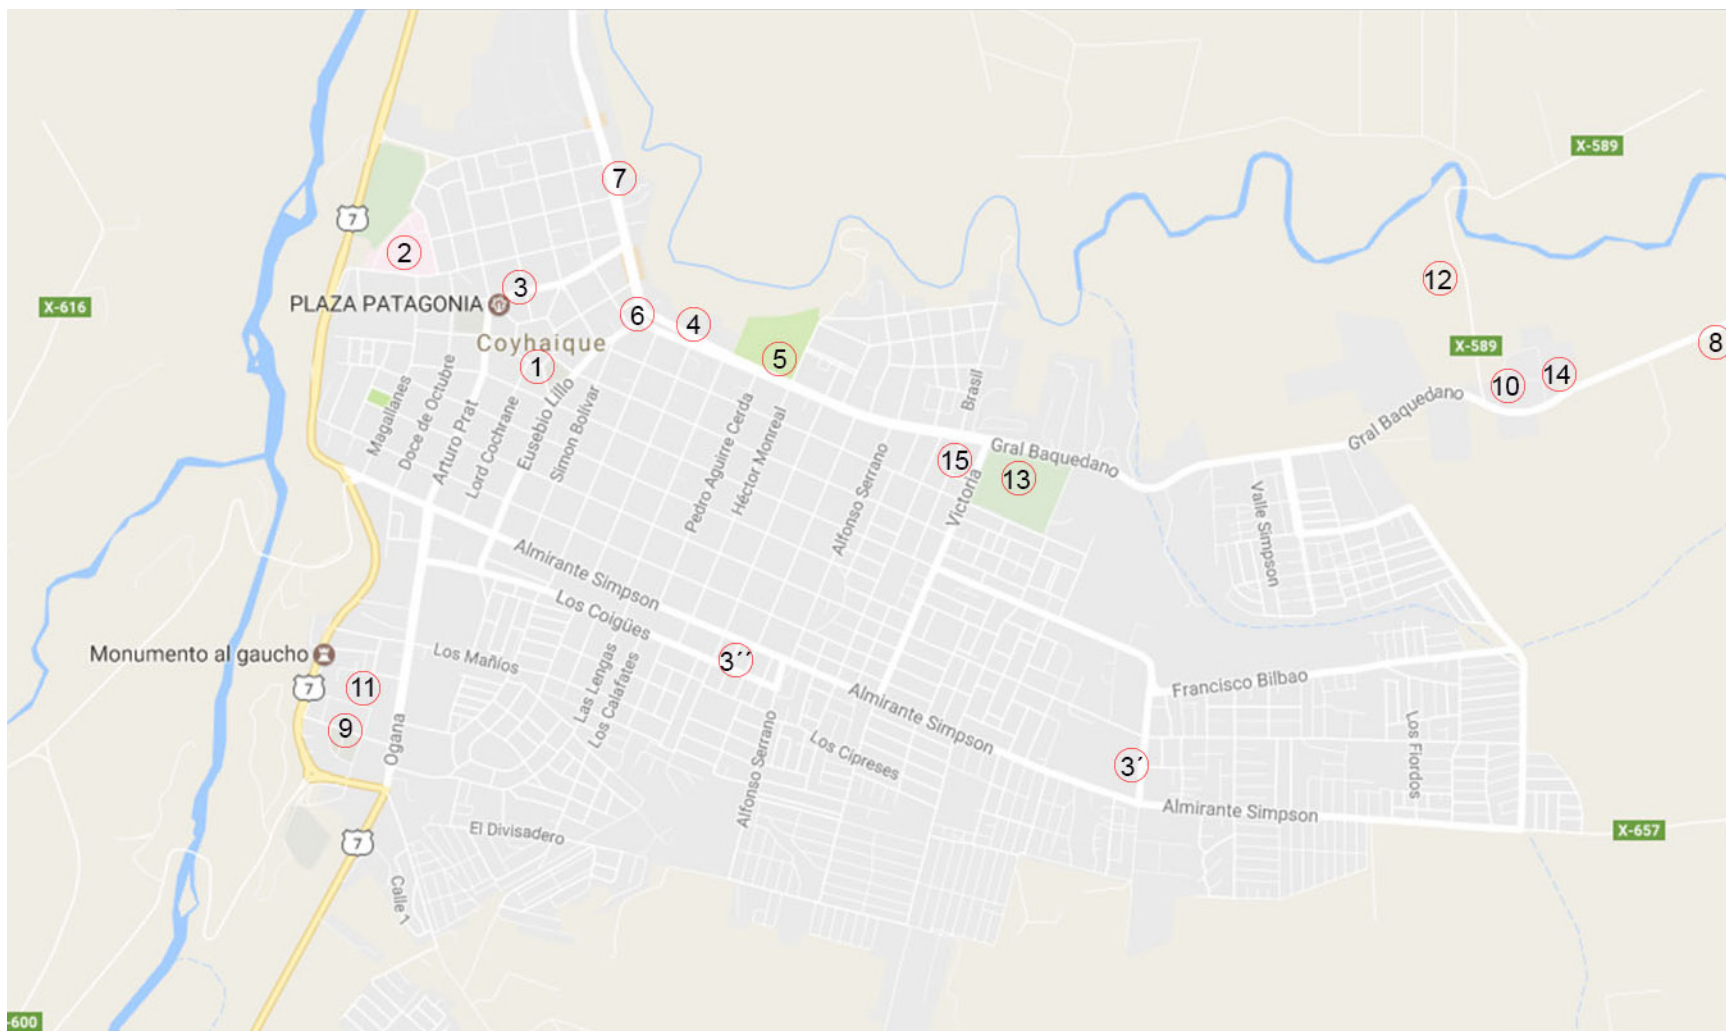 X-589
7
7
2
12
3
PLAZA PATAGONIA
X-616
6
4
8
X-589
Coyhaique
5
1
14
10
Magallanes
Doce de Octubre
Arturo Prat
Lord Cochrane
Eusebio Lillo
Simon Bolivar
Pedro Aguirre Cerda
Héctor Monreal
Alfonso Serrano
Brasil
Gral Baquedano
Gral Baquedano
15
13
Victoria
Valle Simpson
Almirante Simpson
Los Coigües
Monumento al gaucho
Los Mañíos
3´´
7
11
9
Ogana
Las Lengas
Los Calafates
Francisco Bilbao
Almirante Simpson
Los Cipreses
Alfonso Serrano
3´
Los Fiordos
Almirante Simpson
X-657
El Divisadero
7
Calle 1
-600